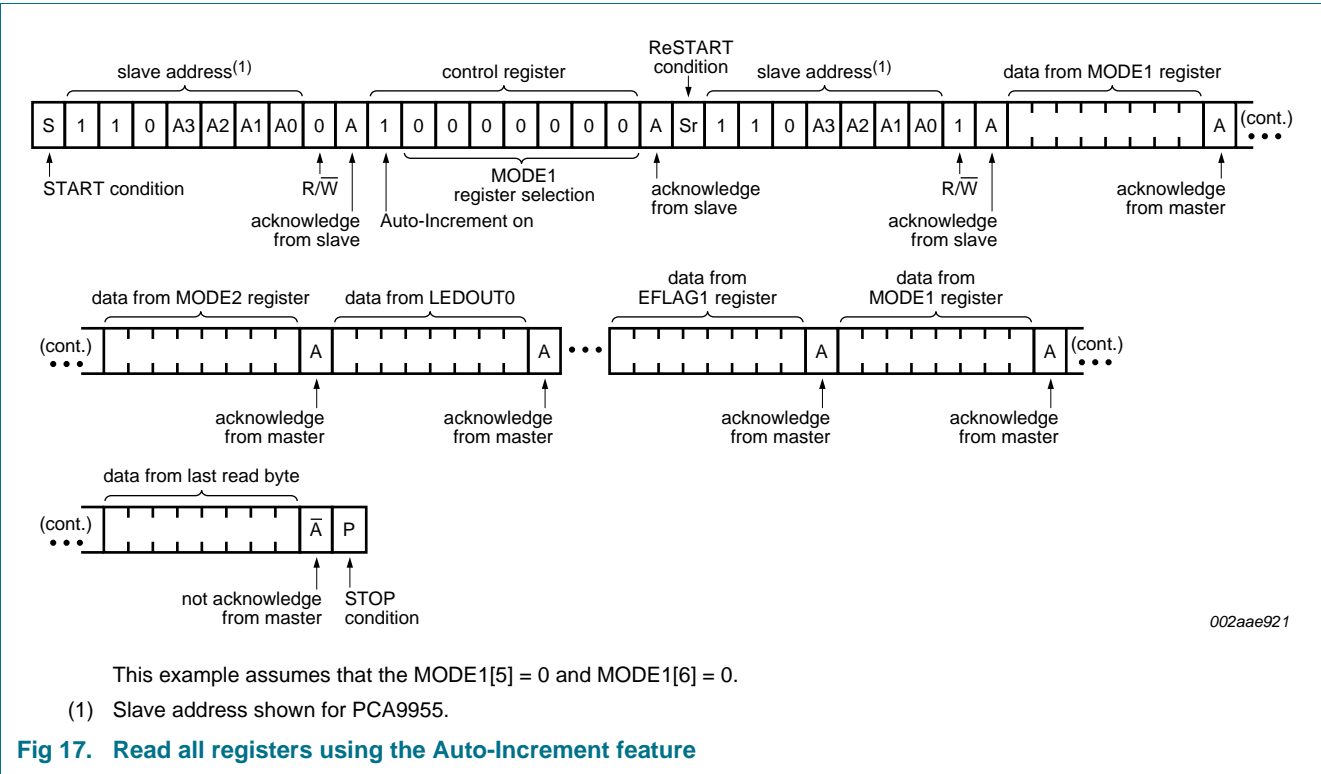 ReSTART
condition
slave address(1)
control register
slave address(1)
data from MODE1 register
S 1 1 0 A3 A2 A1 A0 0 A 1 0 0 0 0 0 0 0 A Sr 1 1 0 A3 A2 A1 A0 1 A A (cont.)
START condition
R/W̅
acknowledge
from slave
Auto-Increment on
MODE1
register selection
acknowledge
from slave
R/W̅
acknowledge
from slave
acknowledge
from master
data from MODE2 register
data from LEDOUT0
data from
EFLAG1 register
data from
MODE1 register
(cont.) A A A A (cont.)
acknowledge
from master
acknowledge
from master
acknowledge
from master
acknowledge
from master
data from last read byte
(cont.) A̅ P
not acknowledge
from master
STOP
condition
002aae921
This example assumes that the MODE1[5] = 0 and MODE1[6] = 0.
(1) Slave address shown for PCA9955.
Fig 17. Read all registers using the Auto-Increment feature